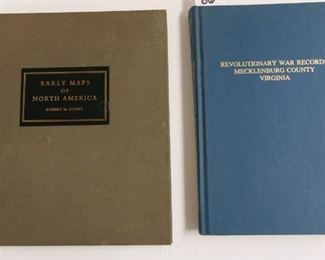 EARLY MAPS
OF
NORTH AMERICA
ROBERT M. LUNNY
REVOLUTIONARY WAR RECORDS
MECKLENBURG COUNTY
VIRGINIA